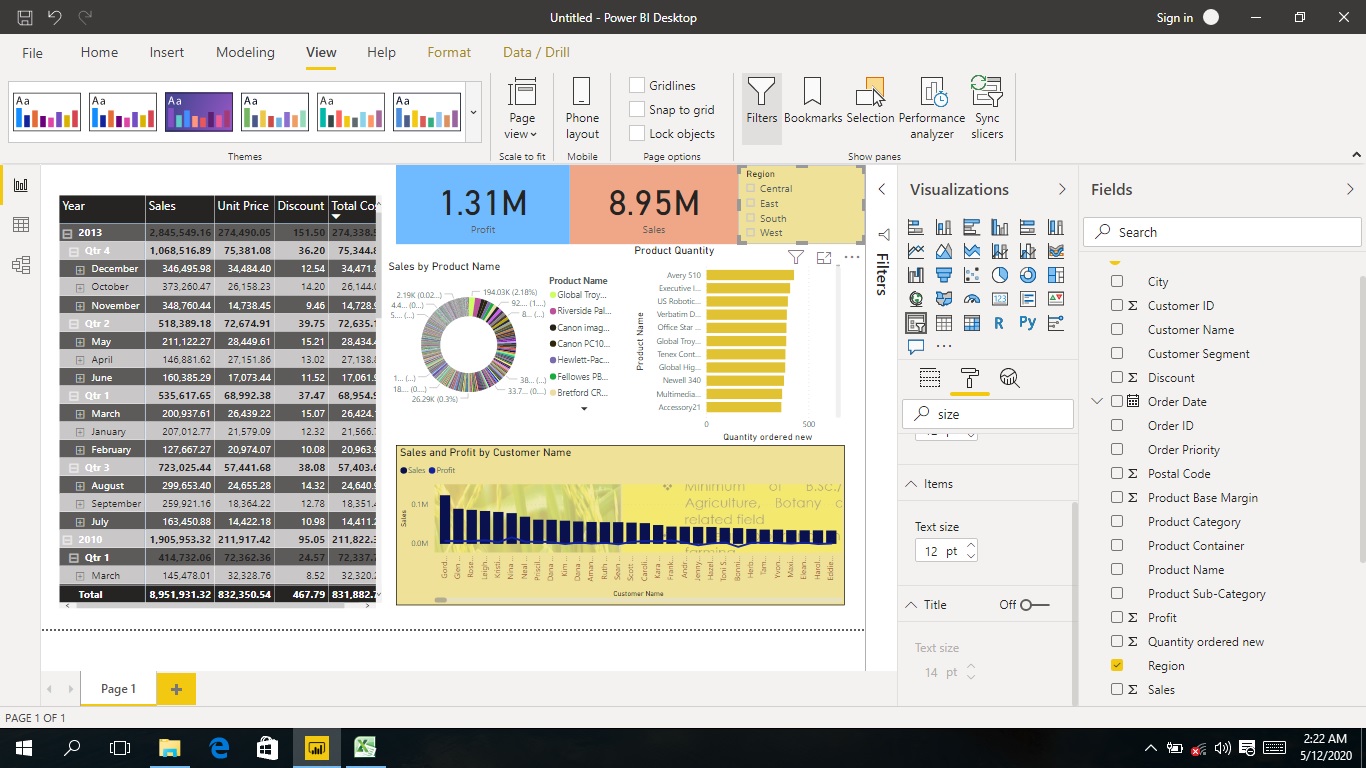 Untitled - Power BI Desktop
Sign in
File Home Insert Modeling View Help Format Data / Drill
Aa Aa Aa Aa Aa Aa
Page view
Phone layout
Gridlines
Snap to grid
Lock objects
Filters
Bookmarks
Selection
Performance analyzer
Sync slicers
Themes
Scale to fit
Mobile
Page options
Show panes
Year Sales Unit Price Discount Total Co
2013 2,845,549.16 274,490.05 151.50 274,338.
Qtr 4 1,068,516.89 75,381.08 36.20 75,344.8
December 346,495.98 34,484.40 12.54 34,471.8
October 373,260.47 26,158.23 14.20 26,144.0
November 348,760.44 14,738.45 9.46 14,728.9
Qtr 2 518,389.18 72,674.91 39.75 72,635.1
May 211,122.27 28,449.61 15.21 28,434.4
April 146,881.62 27,151.86 13.02 27,138.8
June 160,385.29 17,073.44 11.52 17,061.9
Qtr 1 535,617.65 68,992.38 37.47 68,954.9
March 200,937.61 26,439.22 15.07 26,424.1
January 207,012.77 21,579.09 12.32 21,566.7
February 127,667.27 20,974.07 10.08 20,963.9
Qtr 3 723,025.44 57,441.68 38.08 57,403.6
August 299,653.40 24,655.28 14.32 24,640.9
September 259,921.16 18,364.22 12.78 18,351.4
July 163,450.88 14,422.18 10.98 14,411.2
2010 1,905,953.32 211,917.42 95.05 211,822.3
Qtr 1 414,732.06 72,362.36 24.57 72,337.7
March 145,478.01 32,328.76 8.52 32,320.2
Total 8,951,931.32 832,350.54 467.79 831,882.7
1.31M
Profit
8.95M
Sales
Region
Central
East
South
West
Sales by Product Name
2.19K (0.02...)
4.4... (0...)
5.... (...)
194.03K (2.18%)
92... (1...)
8... (...)
1... (...)
18... (0...)
26.29K (0.3%)
38... (...)
33.7... (...)
Product Name
Global Troy...
Riverside Pal...
Canon imag...
Canon PC10...
Hewlett-Pac...
Fellowes PB...
Bretford CR...
Product Quantity
Product Name
Avery 510
Executive I...
US Robotic...
Verbatim D...
Office Star ...
Global Troy...
Tenex Cont...
Global Hig...
Newell 340
Multimedia...
Accessory21
0 500
Quantity ordered new
Sales and Profit by Customer Name
Sales Profit
Sales
0.1M
0.0M
Minimum of B.Sc./
Agriculture, Botany
related field
farming
Gord... Glen ... Rose... Leigh... Kristi... Nina... Neal ... Priscil... Dana ... Kim ... Dana ... Aman... Ruth ... Sean ... Scott ... Carol... Kara ... Frank... Andr... Jenny... Hazel... Toni S... Bonni... Herb... Tam... Yvon... Maxi... Elean... Harol... Eddie...
Customer Name
Filters
Visualizations
R Py
size
12 pt
Items
Text size
12 pt
Title Off
Text size
14 pt
Fields
Search
City
Customer ID
Customer Name
Customer Segment
Discount
Order Date
Order ID
Order Priority
Postal Code
Product Base Margin
Product Category
Product Container
Product Name
Product Sub-Category
Profit
Quantity ordered new
Region
Sales
Page 1
PAGE 1 OF 1
2:22 AM
5/12/2020